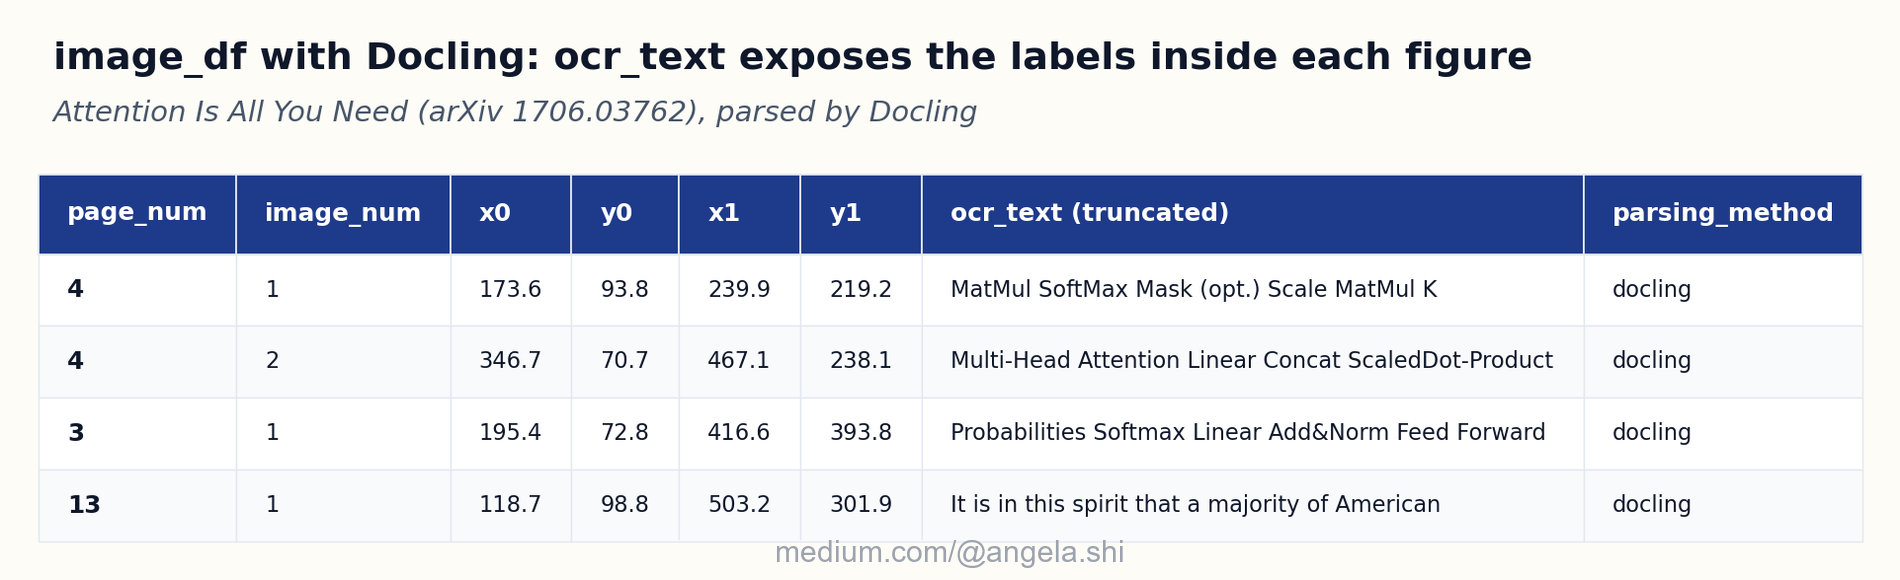 image_df with Docling: ocr_text exposes the labels inside each figure
Attention Is All You Need (arXiv 1706.03762), parsed by Docling
page_num image_num x0 y0 x1 y1 ocr_text (truncated) parsing_method
4 1 173.6 93.8 239.9 219.2 MatMul SoftMax Mask (opt.) Scale MatMul K docling
4 2 346.7 70.7 467.1 238.1 Multi-Head Attention Linear Concat ScaledDot-Product docling
3 1 195.4 72.8 416.6 393.8 Probabilities Softmax Linear Add&Norm Feed Forward docling
13 1 118.7 98.8 503.2 301.9 It is in this spirit that a majority of American docling
medium.com/@angela.shi